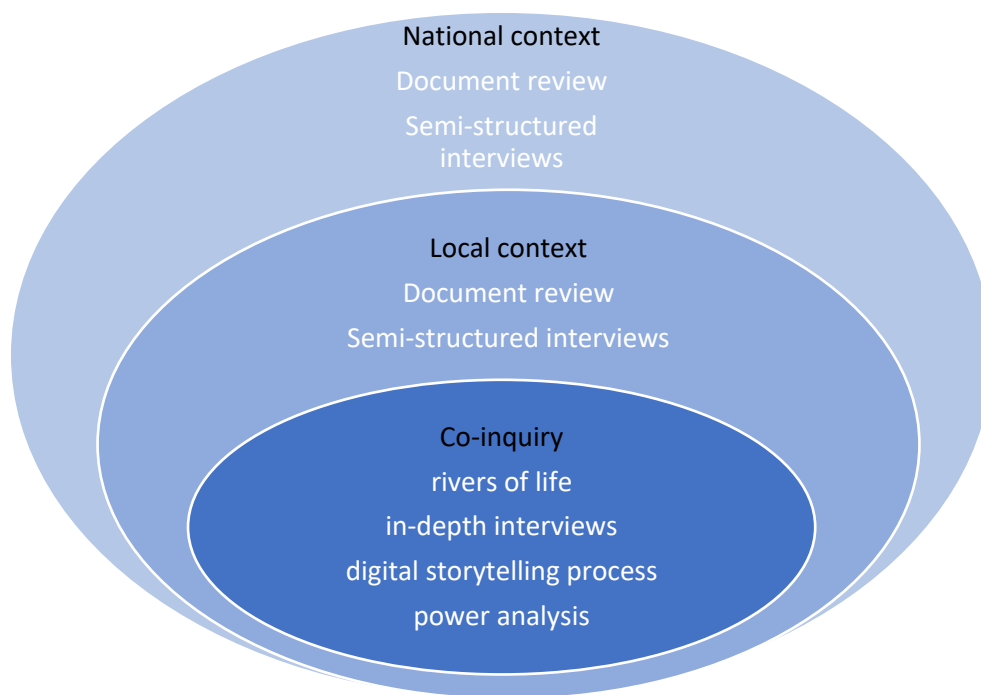 National context
Document review
Semi-structured
interviews
Local context
Document review
Semi-structured interviews
Co-inquiry
rivers of life
in-depth interviews
digital storytelling process
power analysis